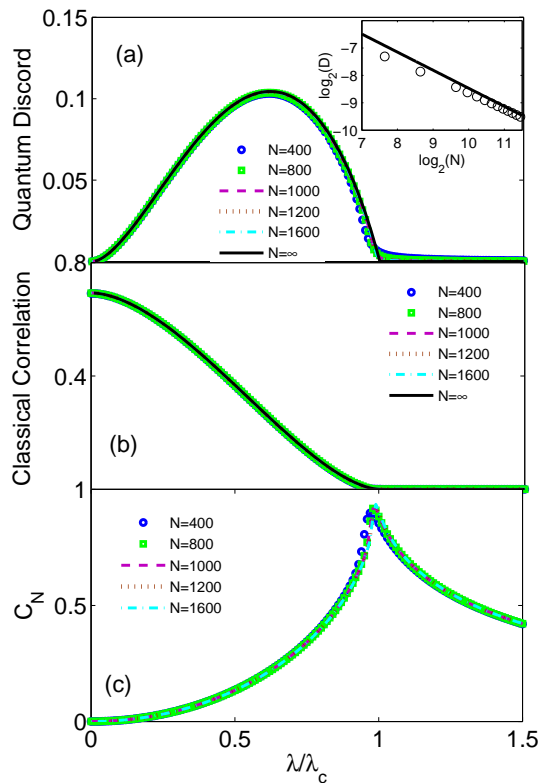 0.15
(a)
Quantum Discord
0.1
0.05
N=400
N=800
N=1000
N=1200
N=1600
N=∞
log₂(D)
−7
−2
−8
−9
−10
7
8
9
10
11
log₂(N)
0.8
Classical Correlation
0.4
(b)
N=400
N=800
N=1000
N=1200
N=1600
N=∞
1
C_N
0.5
0
N=400
N=800
N=1000
N=1200
N=1600
(c)
0
0.5
1
1.5
λ/λ_c